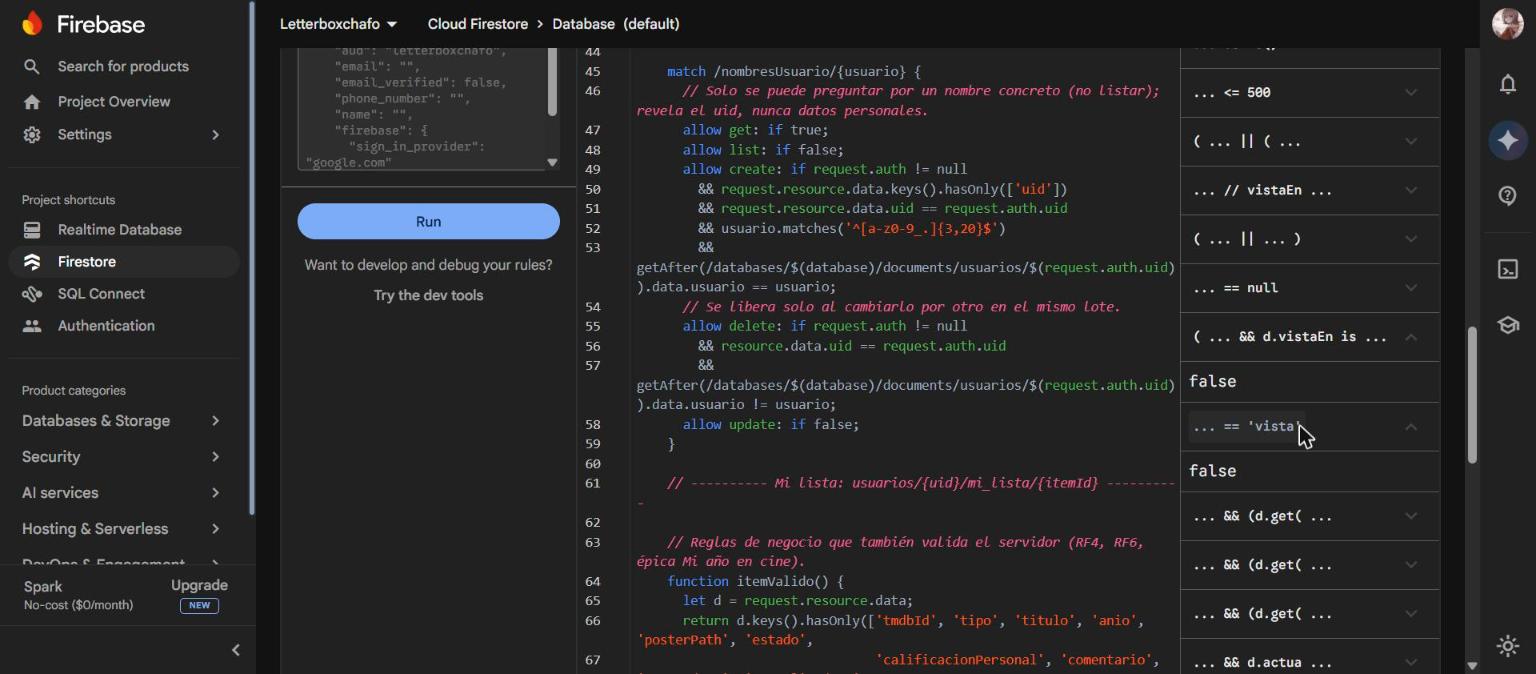 Firebase
Search for products
Project Overview
Settings
Project shortcuts
Realtime Database
Firestore
SQL Connect
Authentication
Product categories
Databases & Storage
Security
AI services
Hosting & Serverless
DevOps & Engagement
Spark
No-cost ($0/month)
Upgrade
NEW
Letterboxchafo
Cloud Firestore > Database (default)
"aud": "letterboxchafo",
"email": "",
"email_verified": false,
"phone_number": "",
"name": "",
"firebase": {
"sign_in_provider":
"google.com"
Run
Want to develop and debug your rules?
Try the dev tools
44
45 match /nombresUsuario/{usuario} {
46 // Solo se puede preguntar por un nombre concreto (no listar);
revela el uid, nunca datos personales.
47 allow get: if true;
48 allow list: if false;
49 allow create: if request.auth != null
50 && request.resource.data.keys().hasOnly(['uid'])
51 && request.resource.data.uid == request.auth.uid
52 && usuario.matches('^[a-z0-9_.]{3,20}$')
53 &&
getAfter(/databases/$(database)/documents/usuarios/$(request.auth.uid)
).data.usuario == usuario;
54 // Se libera solo al cambiarlo por otro en el mismo lote.
55 allow delete: if request.auth != null
56 && resource.data.uid == request.auth.uid
57 &&
getAfter(/databases/$(database)/documents/usuarios/$(request.auth.uid)
).data.usuario != usuario;
58 allow update: if false;
59 }
60
61 // ---------- Mi lista: usuarios/{uid}/mi_lista/{itemId} ---------
-
62
63 // Reglas de negocio que también valida el servidor (RF4, RF6,
épica Mi año en cine).
64 function itemValido() {
65 let d = request.resource.data;
66 return d.keys().hasOnly(['tmdbId', 'tipo', 'titulo', 'anio',
'posterPath', 'estado',
67 'calificacionPersonal', 'comentario',
... <= 500
( ... || ( ...
... // vistaEn ...
( ... || ... )
... == null
( ... && d.vistaEn is ...
false
... == 'vista'
false
... && (d.get( ...
... && (d.get( ...
... && (d.get( ...
... && d.actua ...